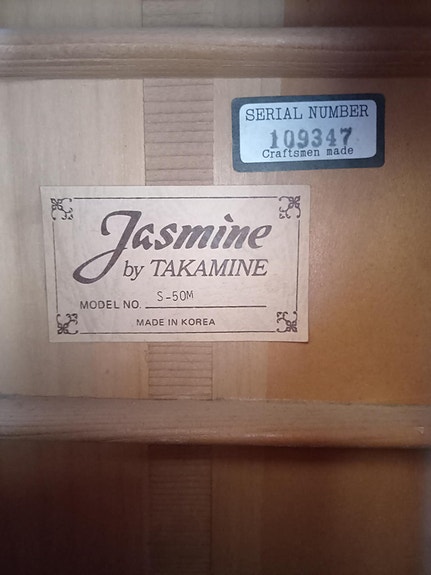 SERIAL NUMBER
109347
Craftsmen made
Jasmine
by TAKAMINE
MODEL NO. S-50M
MADE IN KOREA